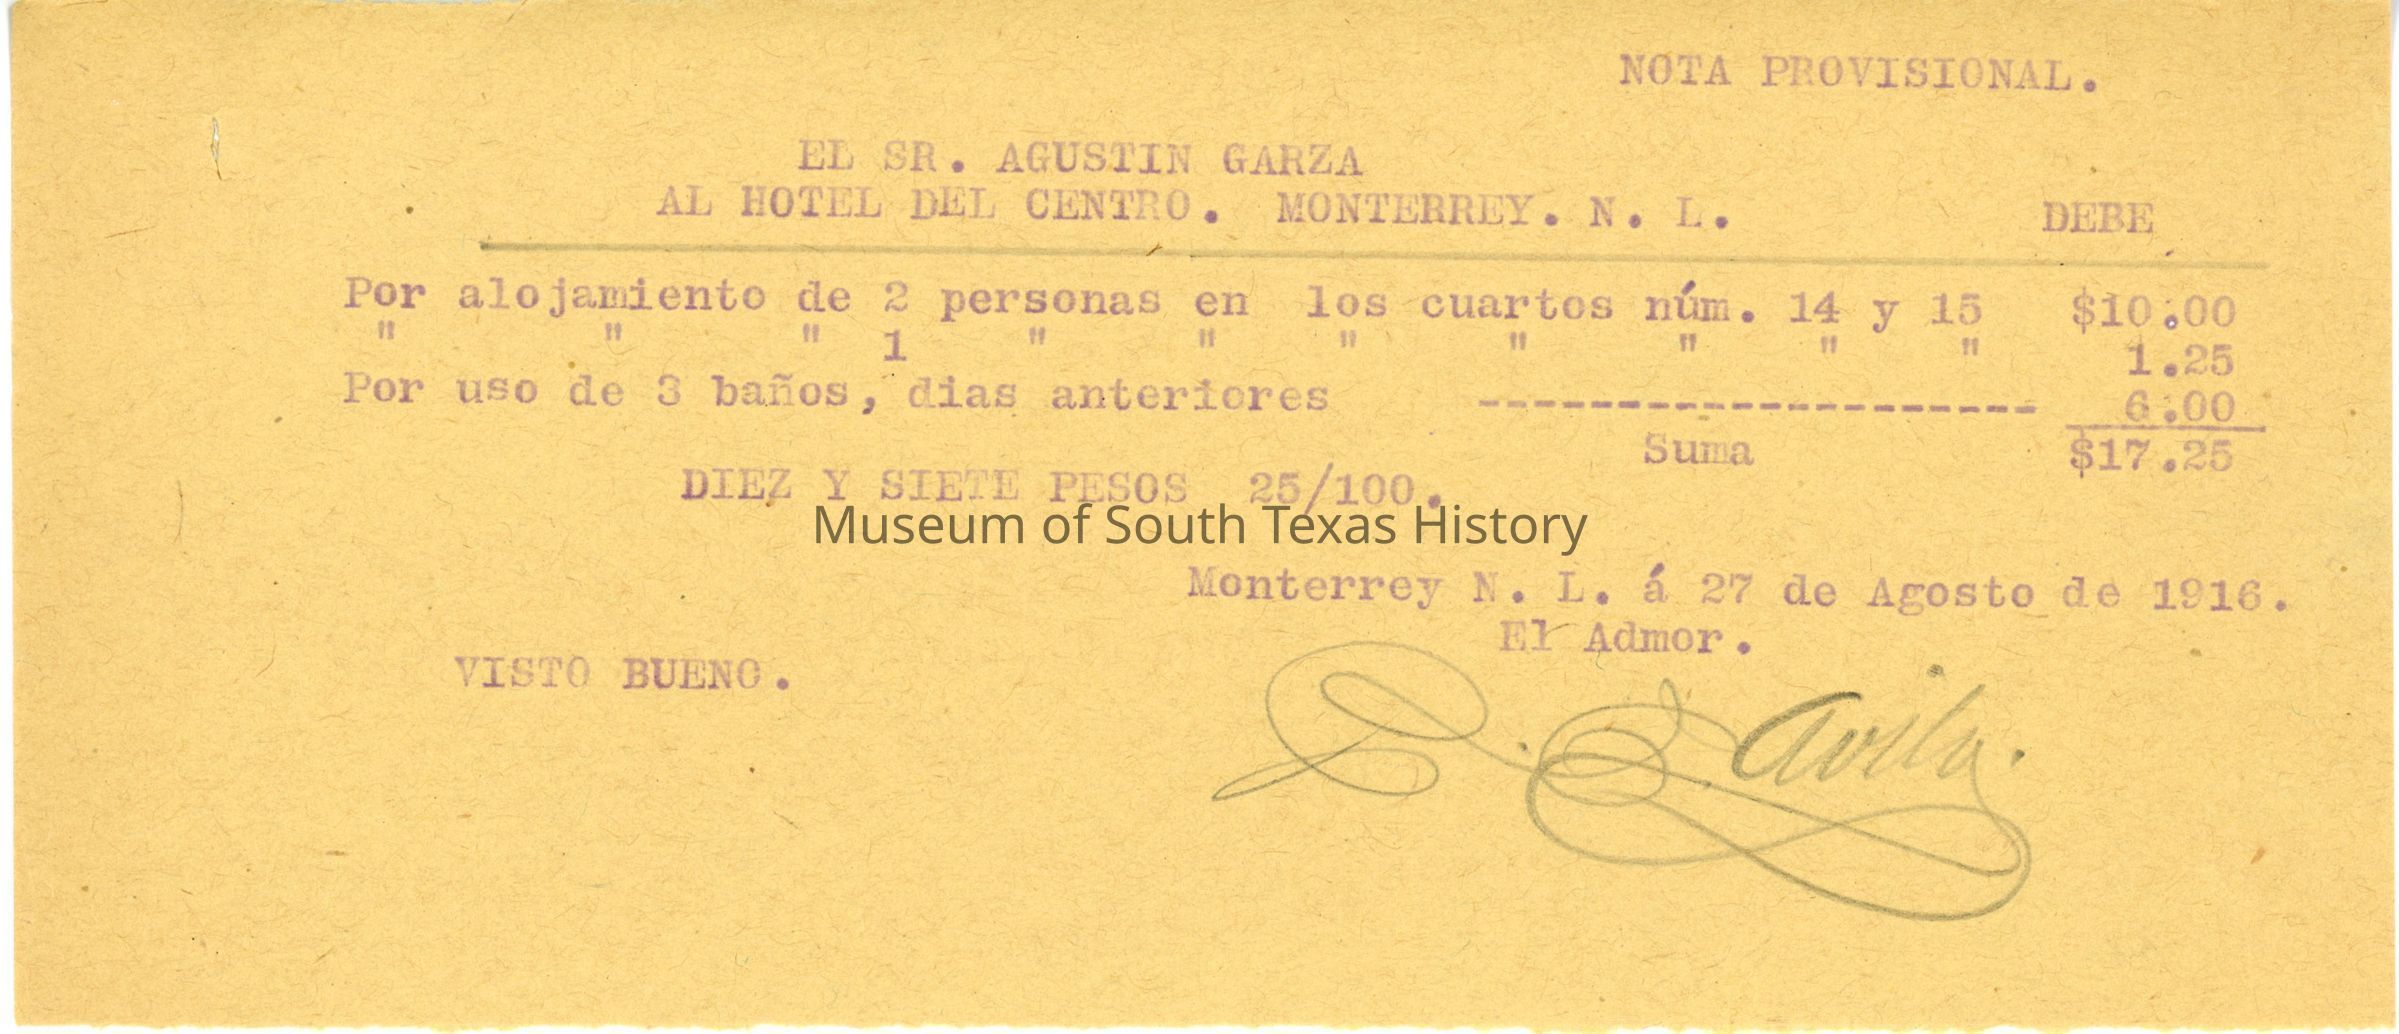 NOTA PROVISIONAL.
EL SR. AGUSTIN GARZA
AL HOTEL DEL CENTRO. MONTERREY. N. L. DEBE
Por alojamiento de 2 personas en los cuartos núm. 14 y 15 $10.00
" " " 1 " " " " " " " 1.25
Por uso de 3 baños, dias anteriores -------------------- 6.00
Suma $17.25
DIEZ Y SIETE PESOS 25/100.
Museum of South Texas History
Monterrey N. L. á 27 de Agosto de 1916.
El Admor.
VISTO BUENO.
Avila.